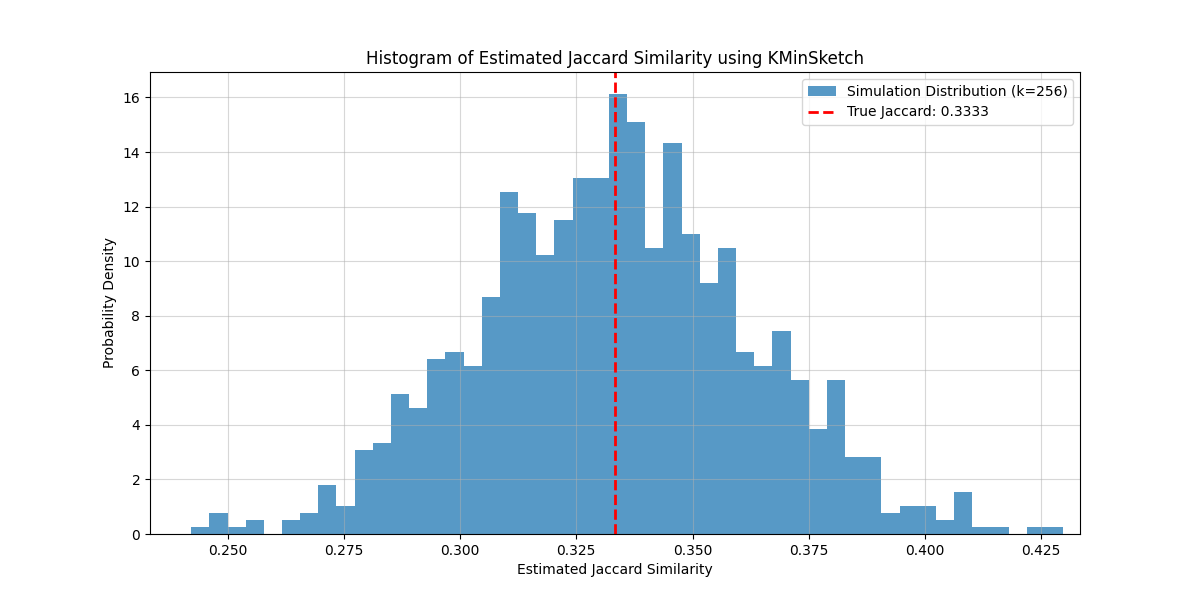 Histogram of Estimated Jaccard Similarity using KMinSketch
Simulation Distribution (k=256)
True Jaccard: 0.3333
Probability Density
16
14
12
10
8
6
4
2
0
0.250 0.275 0.300 0.325 0.350 0.375 0.400 0.425
Estimated Jaccard Similarity